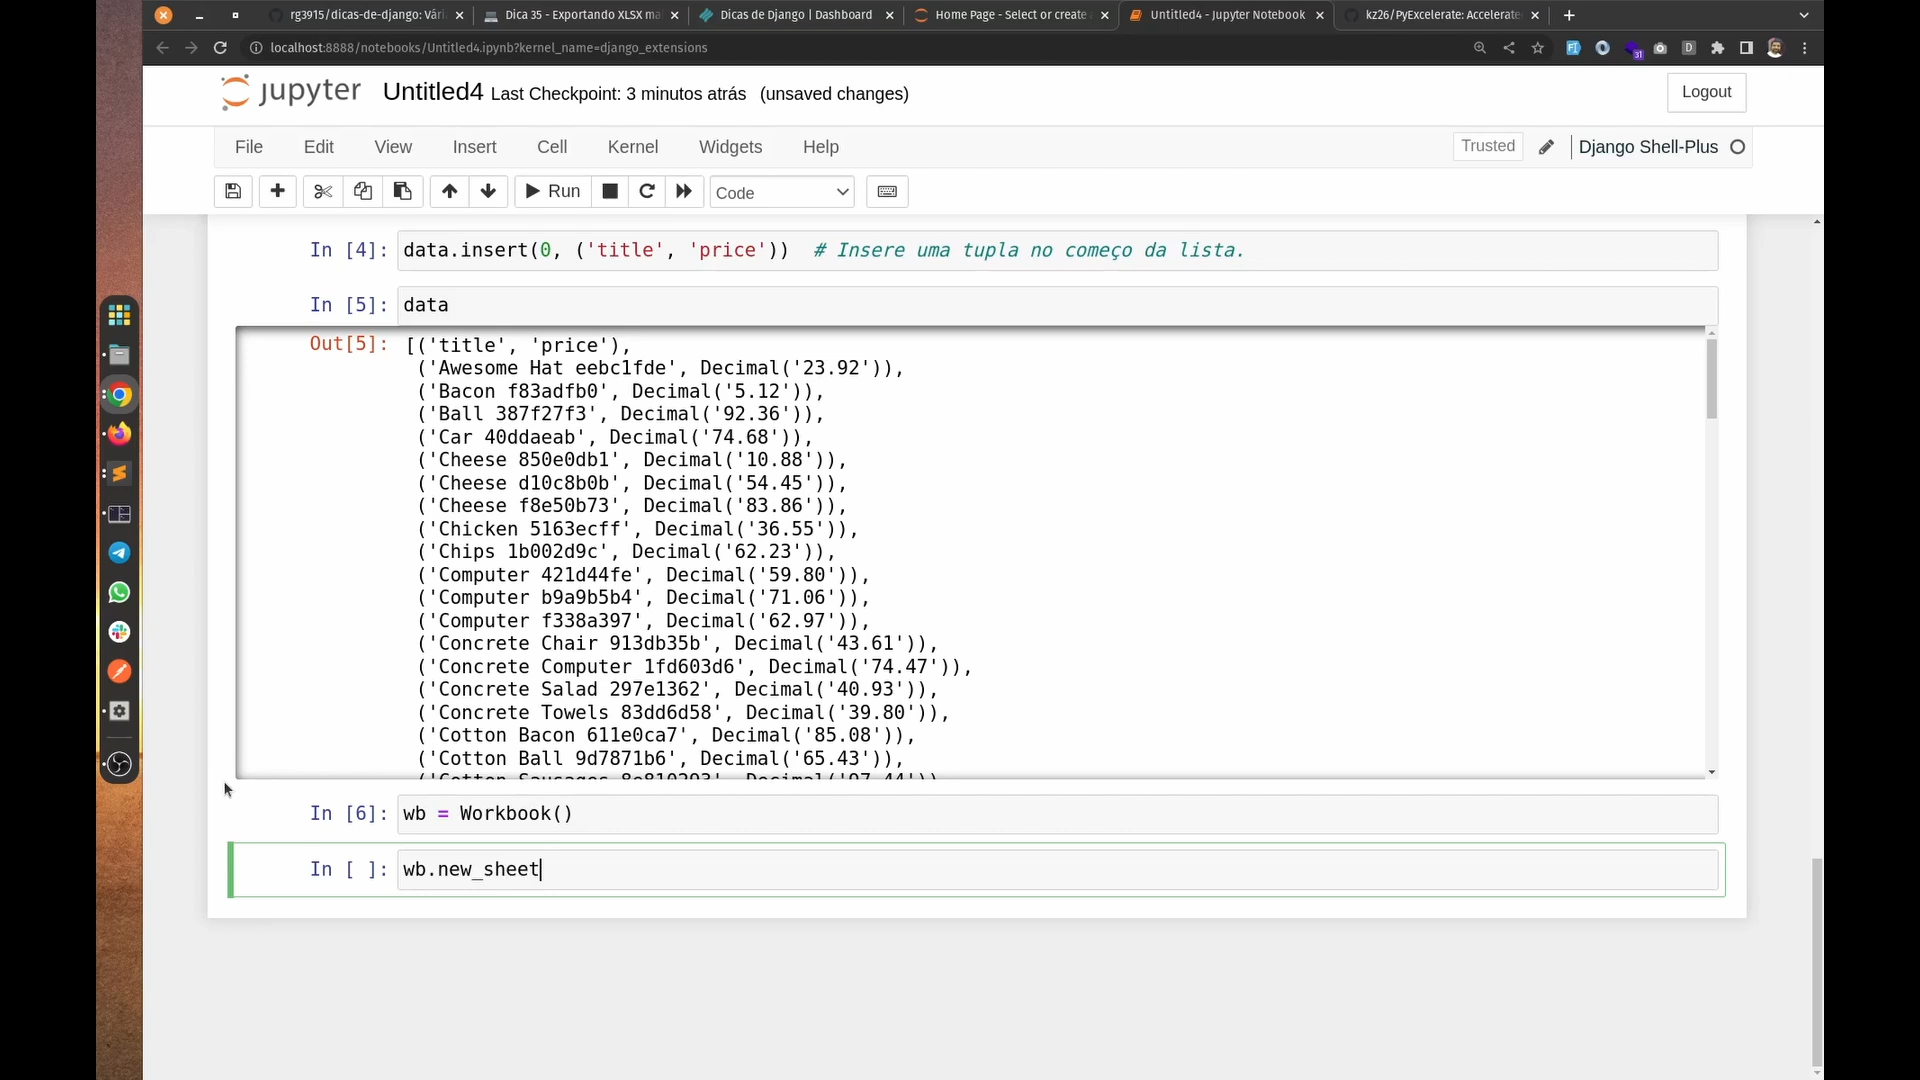 rg3915/dicas-de-django: Vári
Dica 35 - Exportando XLSX ma
Dicas de Django | Dashboard
Home Page - Select or create
Untitled4 - Jupyter Notebook
kz26/PyExcelerate: Accelerate
localhost:8888/notebooks/Untitled4.ipynb?kernel_name=django_extensions
31
D
jupyter Untitled4 Last Checkpoint: 3 minutos atrás (unsaved changes)
Logout
File Edit View Insert Cell Kernel Widgets Help
Trusted
Django Shell-Plus
Run
Code
In [4]: data.insert(0, ('title', 'price')) # Insere uma tupla no começo da lista.
In [5]: data
Out[5]: [('title', 'price'),
('Awesome Hat eebc1fde', Decimal('23.92')),
('Bacon f83adfb0', Decimal('5.12')),
('Ball 387f27f3', Decimal('92.36')),
('Car 40ddaeab', Decimal('74.68')),
('Cheese 850e0db1', Decimal('10.88')),
('Cheese d10c8b0b', Decimal('54.45')),
('Cheese f8e50b73', Decimal('83.86')),
('Chicken 5163ecff', Decimal('36.55')),
('Chips 1b002d9c', Decimal('62.23')),
('Computer 421d44fe', Decimal('59.80')),
('Computer b9a9b5b4', Decimal('71.06')),
('Computer f338a397', Decimal('62.97')),
('Concrete Chair 913db35b', Decimal('43.61')),
('Concrete Computer 1fd603d6', Decimal('74.47')),
('Concrete Salad 297e1362', Decimal('40.93')),
('Concrete Towels 83dd6d58', Decimal('39.80')),
('Cotton Bacon 611e0ca7', Decimal('85.08')),
('Cotton Ball 9d7871b6', Decimal('65.43')),
('Cotton Sausages 8e810293', Decimal('97.44'))
In [6]: wb = Workbook()
In [ ]: wb.new_sheet